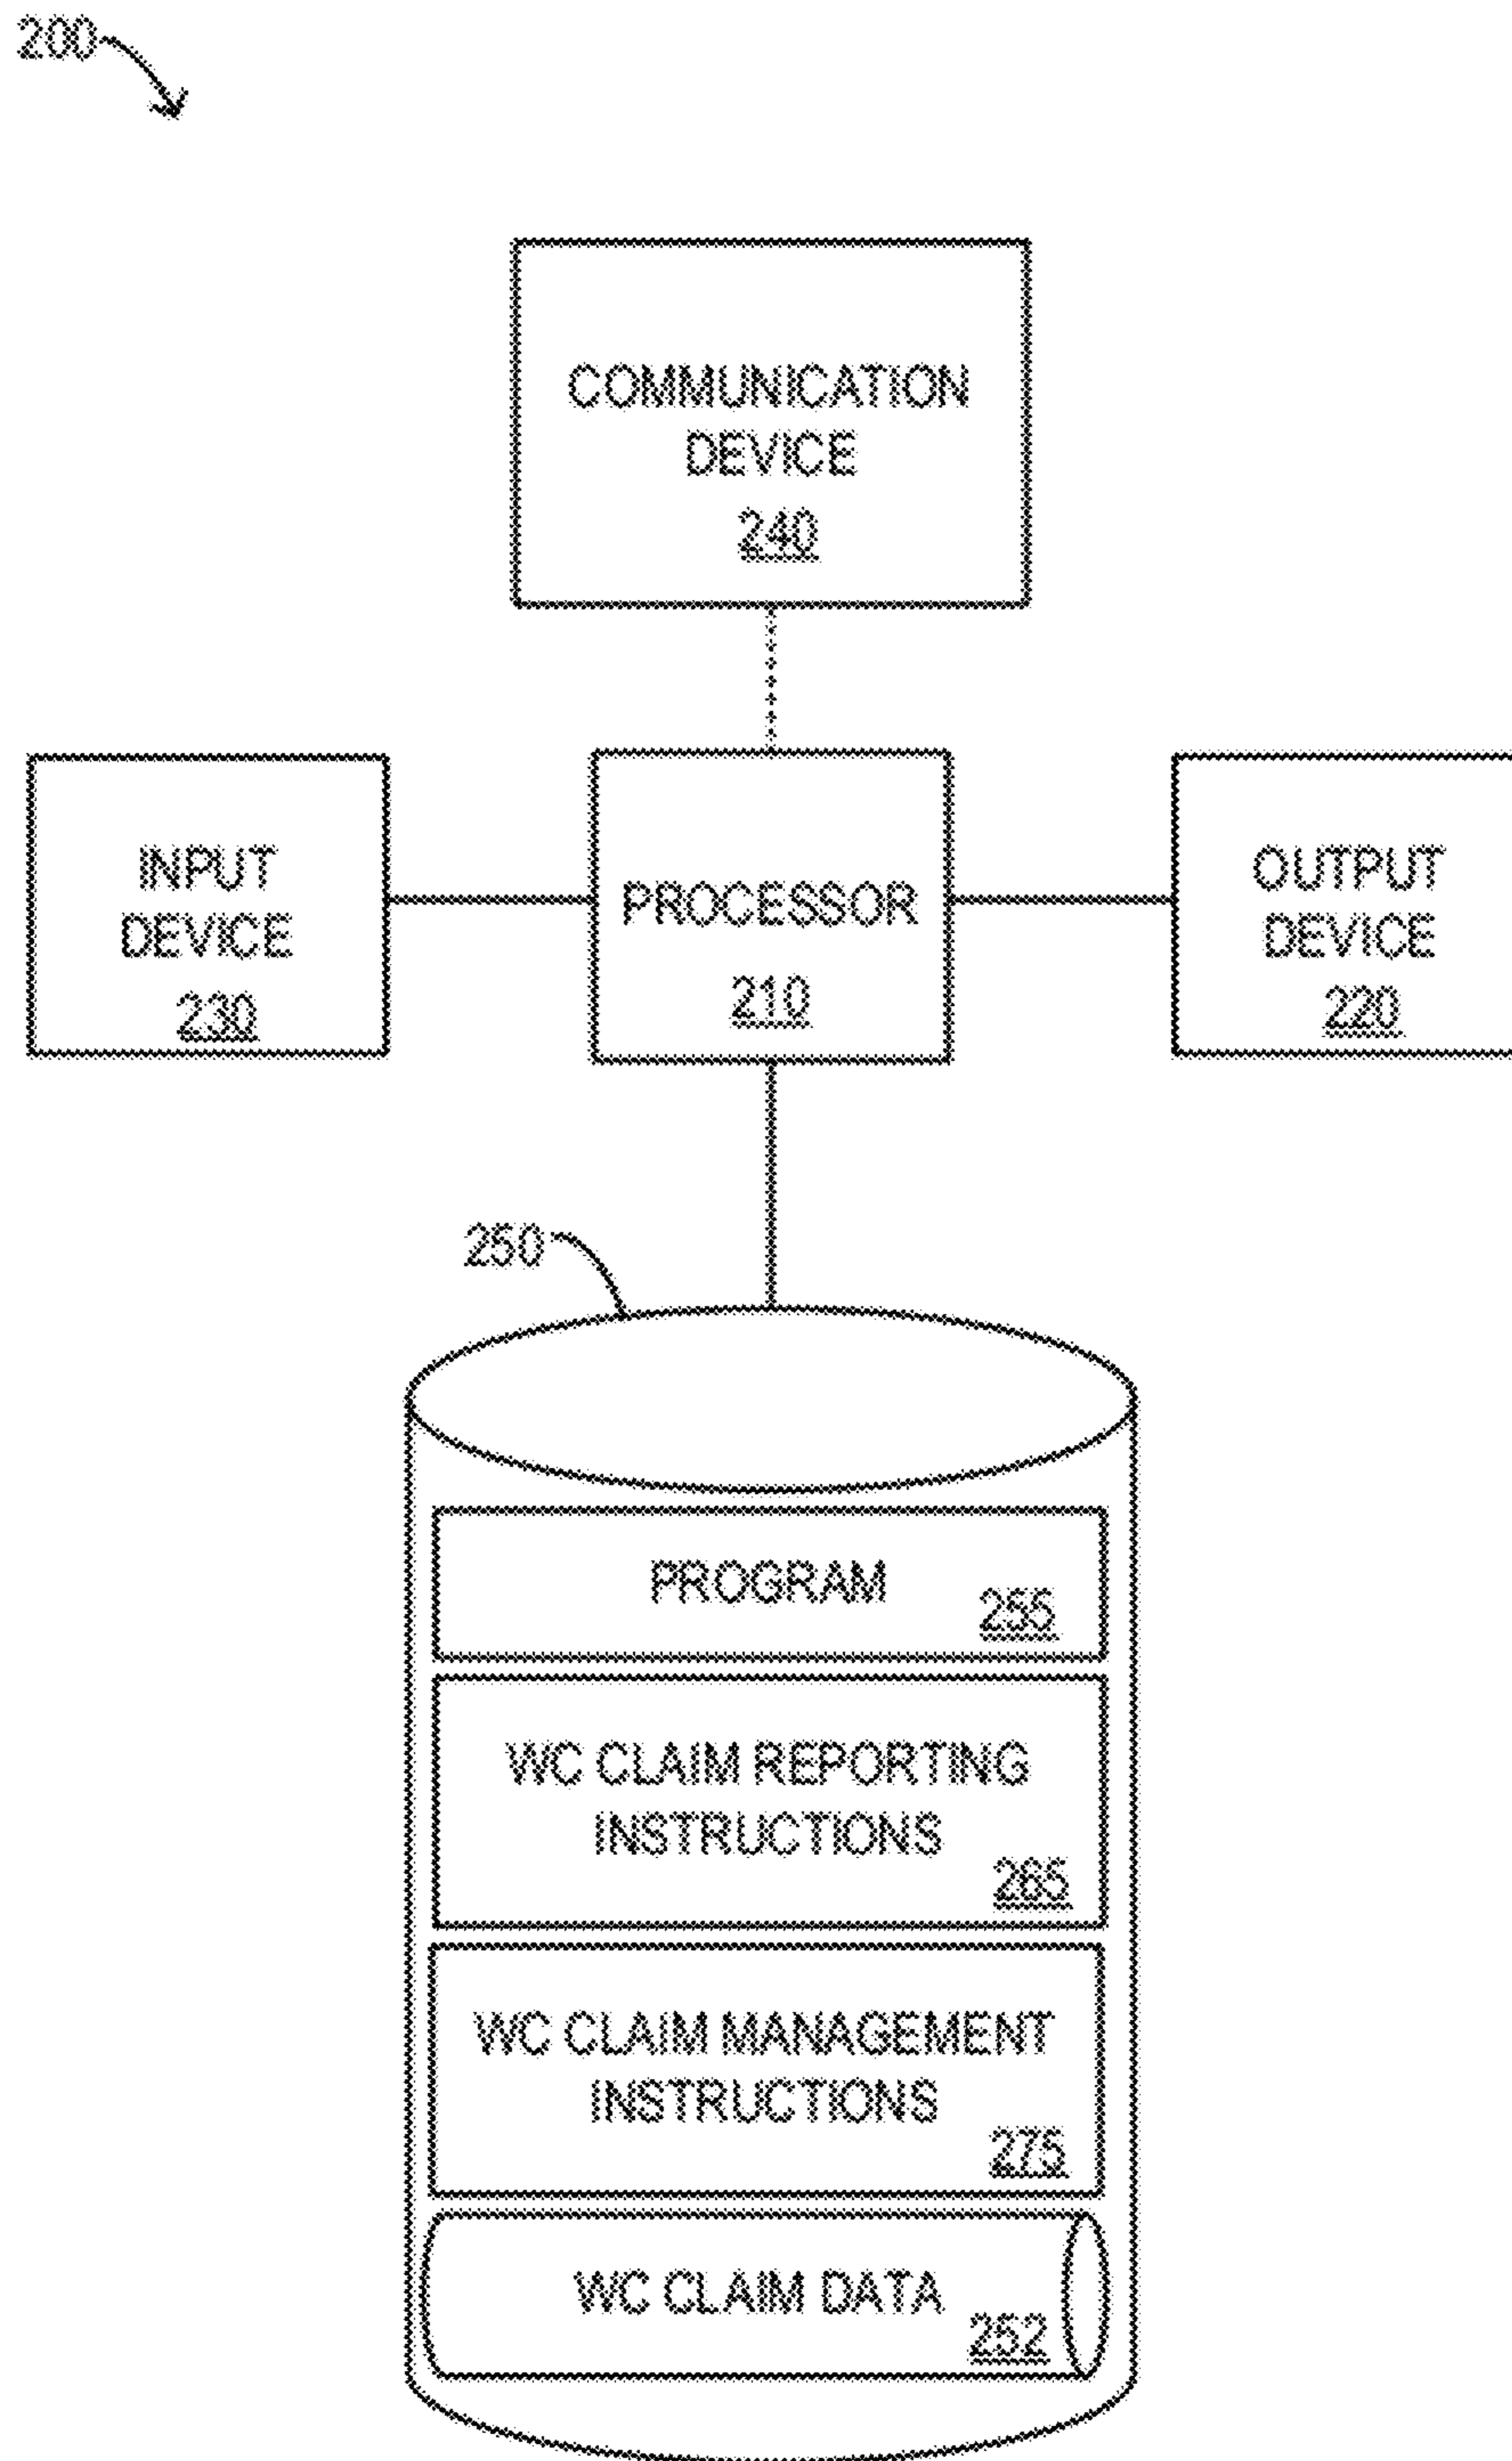 200
COMMUNICATION
DEVICE
240
INPUT
DEVICE
230
PROCESSOR
210
OUTPUT
DEVICE
220
250
PROGRAM
255
WC CLAIM REPORTING
INSTRUCTIONS
265
WC CLAIM MANAGEMENT
INSTRUCTIONS
275
WC CLAIM DATA
252